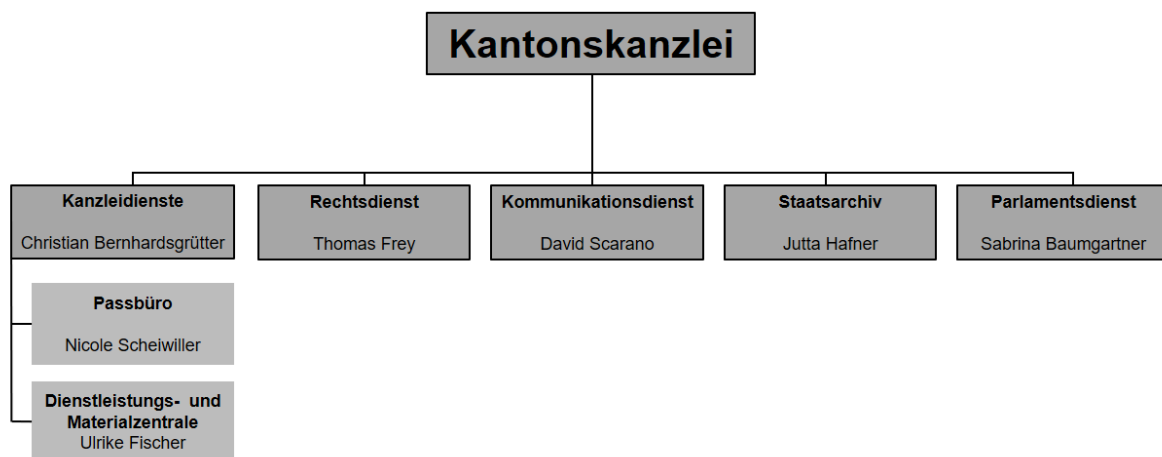 Kantonskanzlei
Kanzleidienste
Christian Bernhardsgrütter
Rechtsdienst
Thomas Frey
Kommunikationsdienst
David Scarano
Staatsarchiv
Jutta Hafner
Parlamentsdienst
Sabrina Baumgartner
Passbüro
Nicole Scheiwiller
Dienstleistungs- und
Materialzentrale
Ulrike Fischer